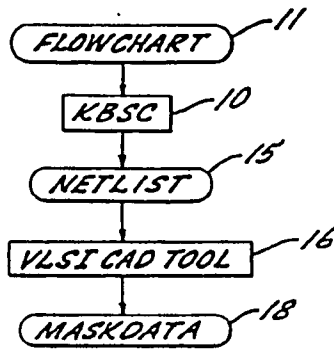 11
FLOWCHART
10
KBSC
15
NETLIST
16
VLSI CAD TOOL
18
MASKDATA